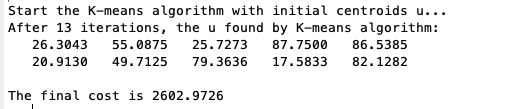 Start the K-means algorithm with initial centroids u...
After 13 iterations, the u found by K-means algorithm:
26.3043 55.0875 25.7273 87.7500 86.5385
20.9130 49.7125 79.3636 17.5833 82.1282
The final cost is 2602.9726